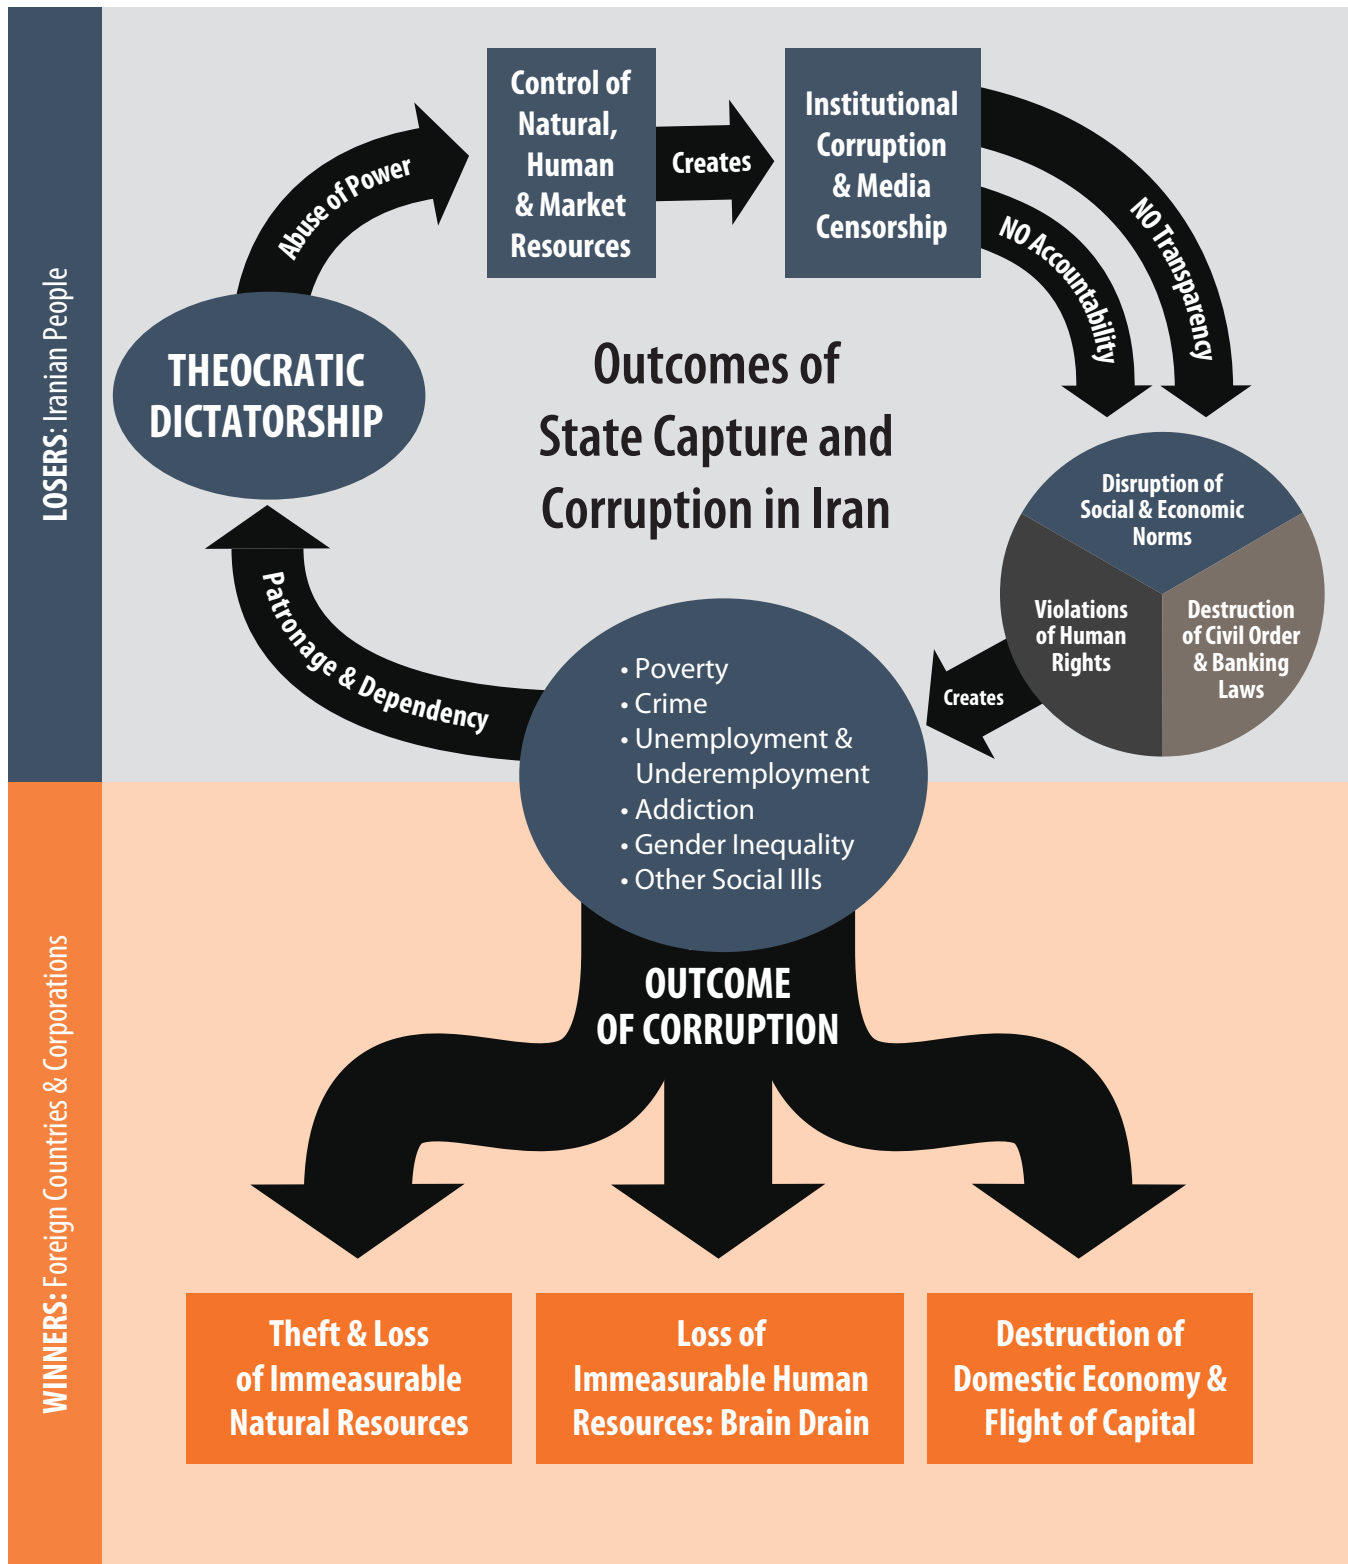 LOSERS: Iranian People
Abuse of Power
Control of
Natural,
Human
& Market
Resources
Creates
Institutional
Corruption
& Media
Censorship
NO Accountability
NO Transparency
THEOCRATIC
DICTATORSHIP
Outcomes of
State Capture and
Corruption in Iran
Disruption of
Social & Economic
Norms
Violations
of Human
Rights
Destruction
of Civil Order
& Banking
Laws
Creates
Patronage & Dependency
• Poverty
• Crime
• Unemployment &
Underemployment
• Addiction
• Gender Inequality
• Other Social Ills
WINNERS: Foreign Countries & Corporations
OUTCOME
OF CORRUPTION
Theft & Loss
of Immeasurable
Natural Resources
Loss of
Immeasurable Human
Resources: Brain Drain
Destruction of
Domestic Economy &
Flight of Capital